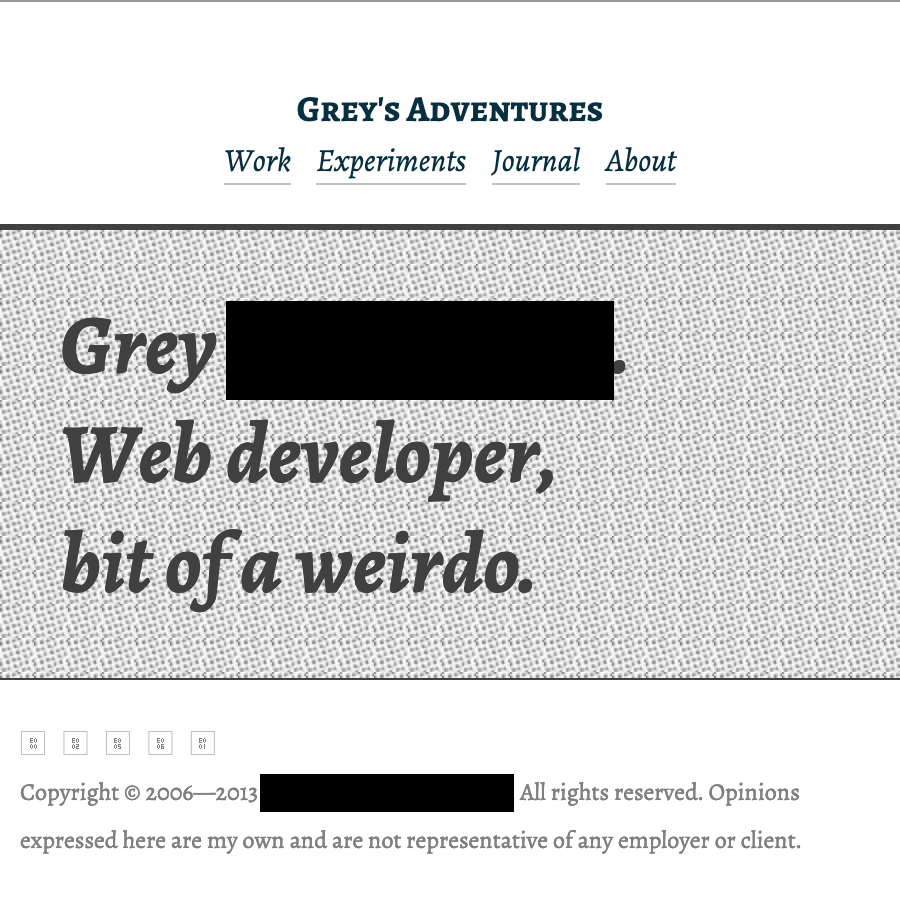 Grey's Adventures
Work Experiments Journal About
Grey .
Web developer,
bit of a weirdo.
E000 E002 E005 E006 E001
Copyright © 2006—2013 All rights reserved. Opinions
expressed here are my own and are not representative of any employer or client.